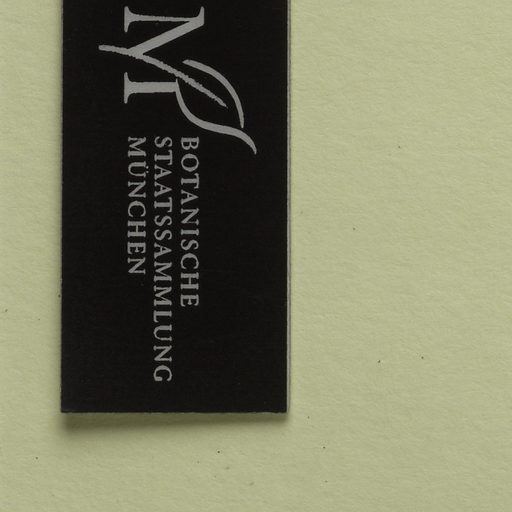 M
BOTANISCHE
STAATSSAMMLUNG
MÜNCHEN